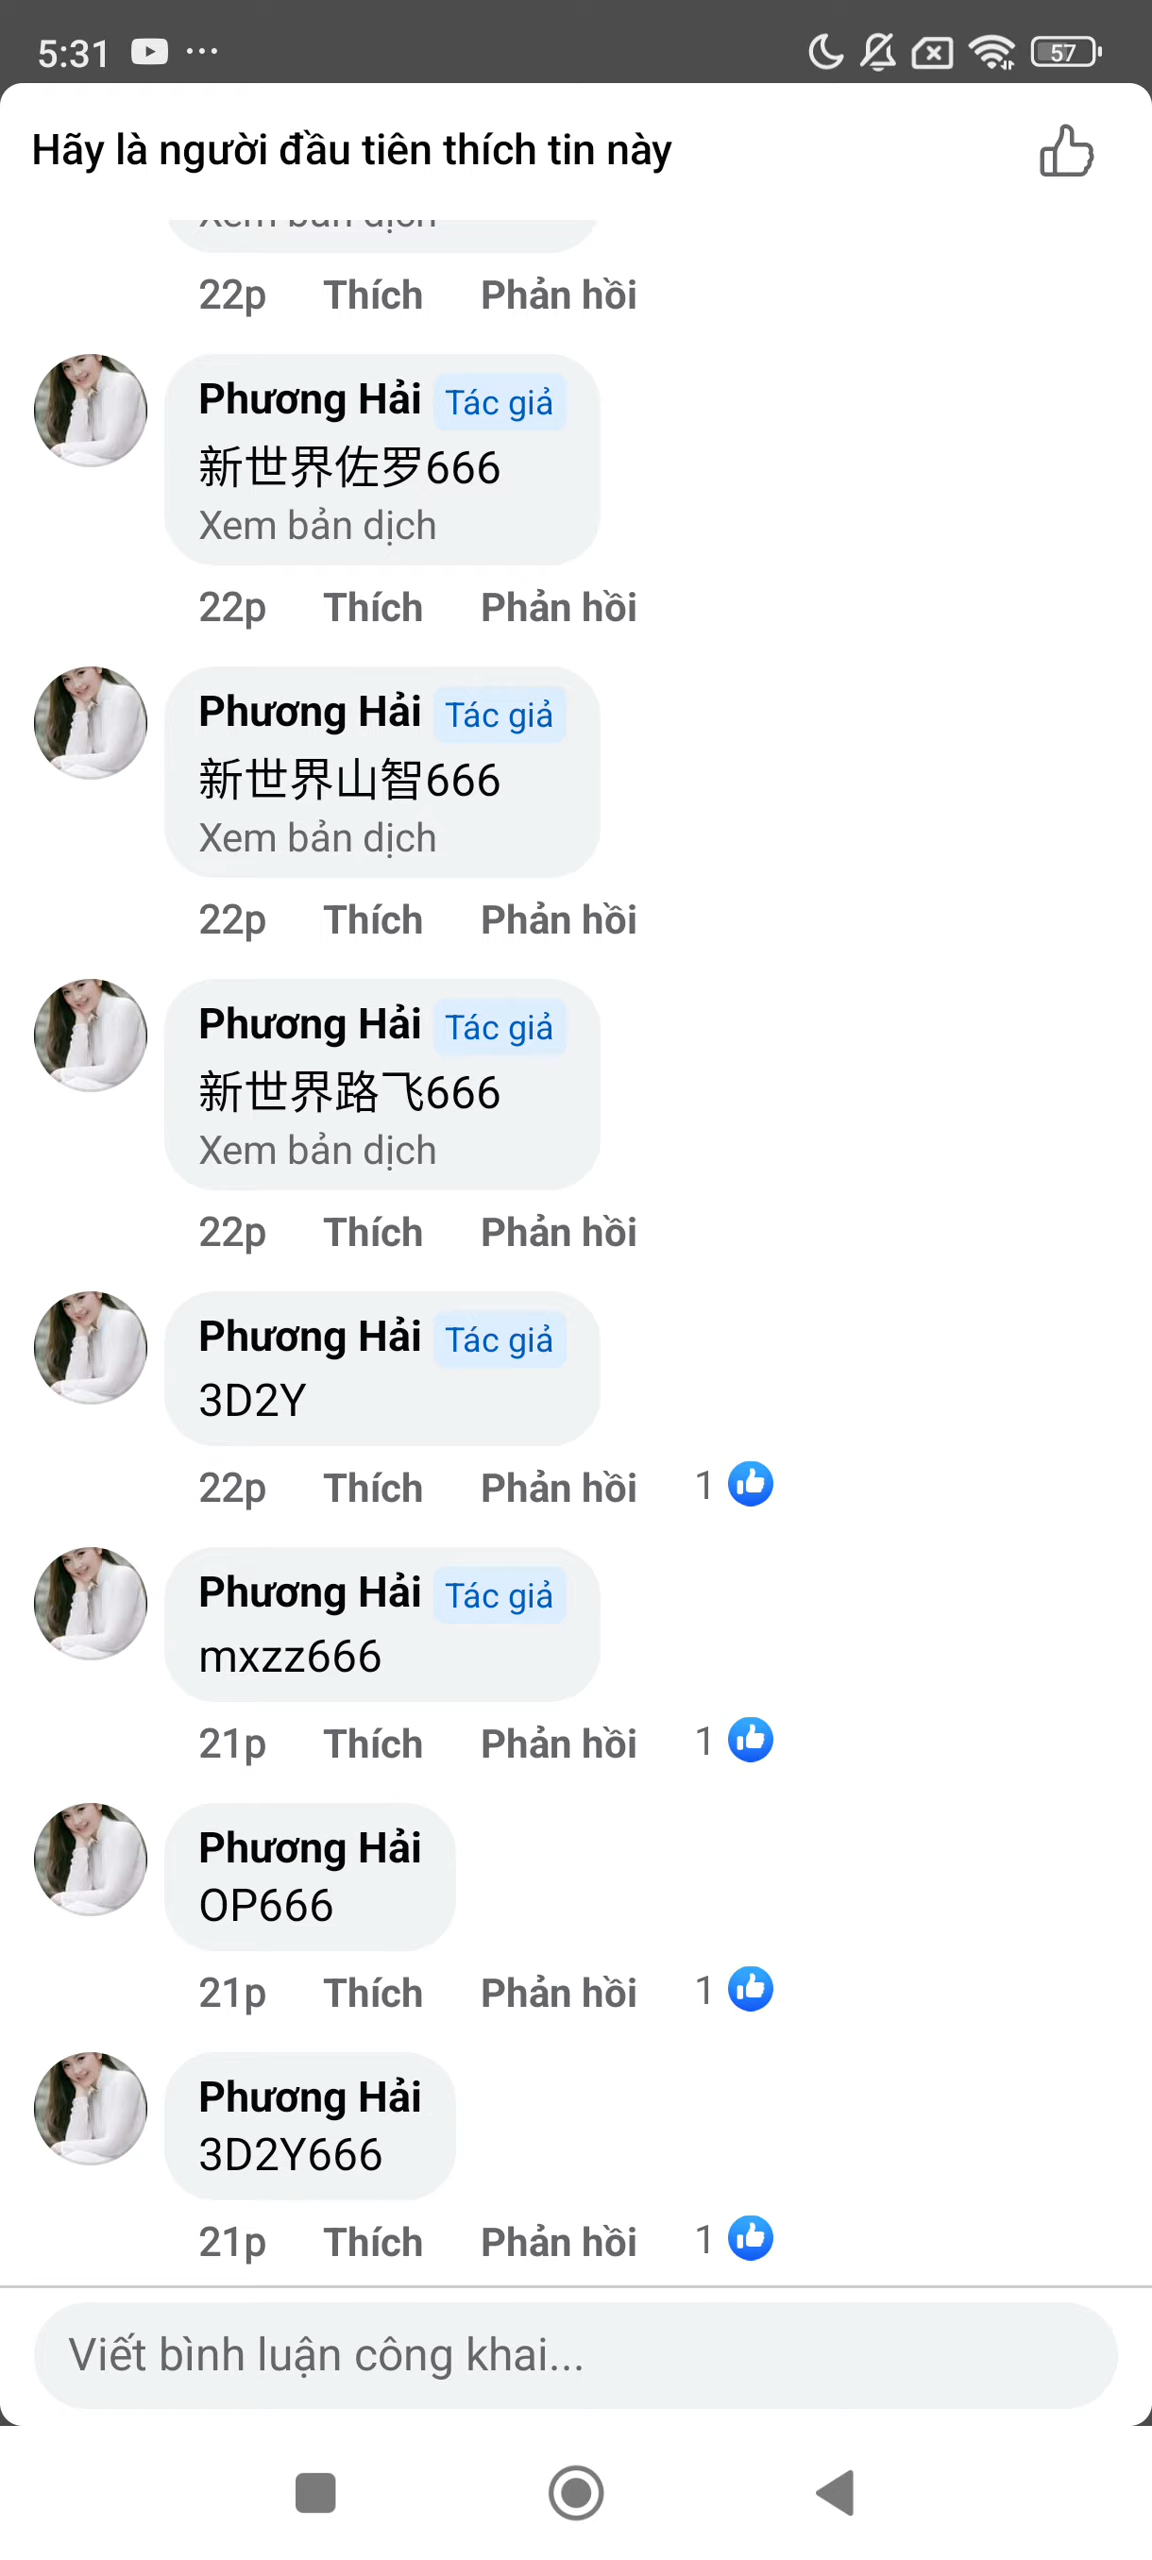 5:31
57
Hãy là người đầu tiên thích tin này
Xem bản dịch
22p Thích Phản hồi
Phương Hải Tác giả
新世界佐罗666
Xem bản dịch
22p Thích Phản hồi
Phương Hải Tác giả
新世界山智666
Xem bản dịch
22p Thích Phản hồi
Phương Hải Tác giả
新世界路飞666
Xem bản dịch
22p Thích Phản hồi
Phương Hải Tác giả
3D2Y
22p Thích Phản hồi 1
Phương Hải Tác giả
mxzz666
21p Thích Phản hồi 1
Phương Hải
OP666
21p Thích Phản hồi 1
Phương Hải
3D2Y666
21p Thích Phản hồi 1
Viết bình luận công khai...